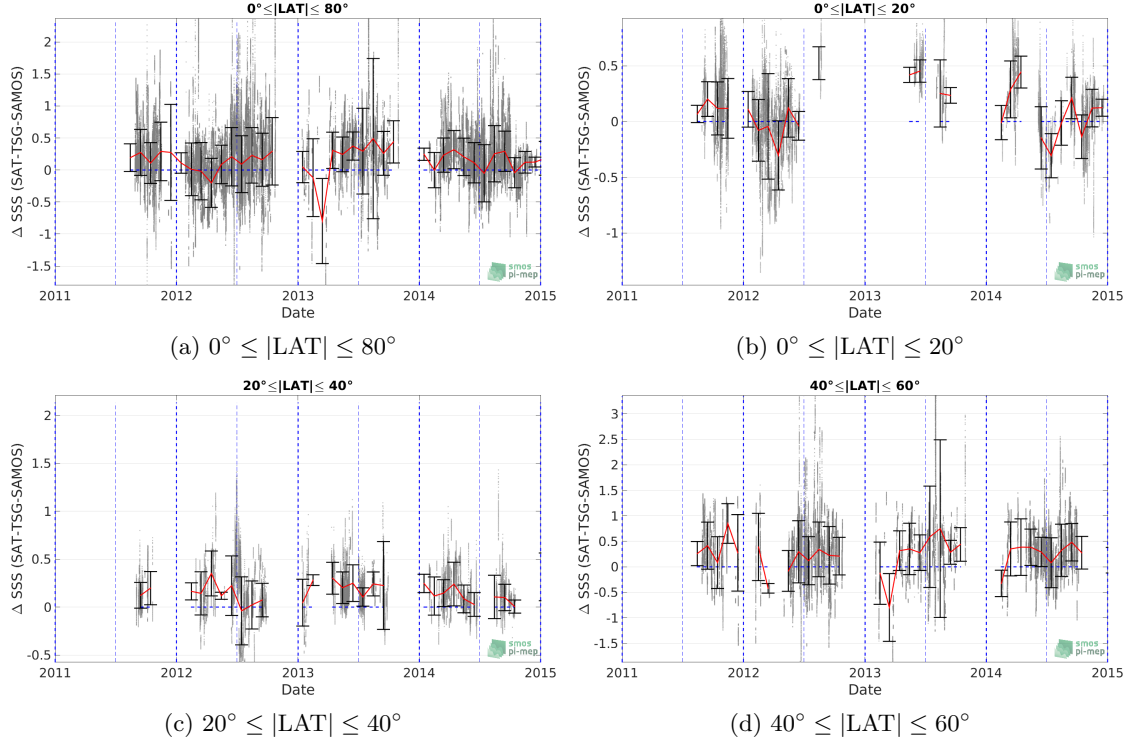 0°≤|LAT|≤ 80°
Δ SSS (SAT-TSG-SAMOS)
2
1.5
1
0.5
0
-0.5
-1
-1.5
2011
2012
2013
2014
2015
Date
smos
pi-mep
(a) 0° ≤ |LAT| ≤ 80°
0°≤|LAT|≤ 20°
Δ SSS (SAT-TSG-SAMOS)
0.5
0
-0.5
-1
2011
2012
2013
2014
2015
Date
smos
pi-mep
(b) 0° ≤ |LAT| ≤ 20°
20°≤|LAT|≤ 40°
Δ SSS (SAT-TSG-SAMOS)
2
1.5
1
0.5
0
-0.5
2011
2012
2013
2014
2015
Date
smos
pi-mep
(c) 20° ≤ |LAT| ≤ 40°
40°≤|LAT|≤ 60°
Δ SSS (SAT-TSG-SAMOS)
3
2.5
2
1.5
1
0.5
0
-0.5
-1
-1.5
2011
2012
2013
2014
2015
Date
smos
pi-mep
(d) 40° ≤ |LAT| ≤ 60°